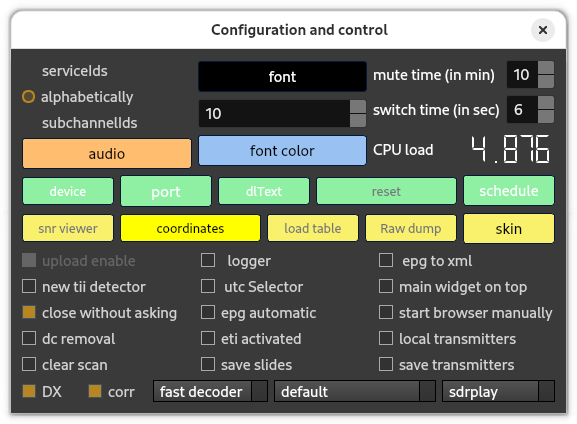 Configuration and control
serviceIds
font
mute time (in min) 10
alphabetically
10
switch time (in sec) 6
subchannelIds
audio
font color
CPU load 4.876
device port dlText reset schedule
snr viewer coordinates load table Raw dump skin
upload enable logger epg to xml
new tii detector utc Selector main widget on top
close without asking epg automatic start browser manually
dc removal eti activated local transmitters
clear scan save slides save transmitters
DX corr fast decoder default sdrplay